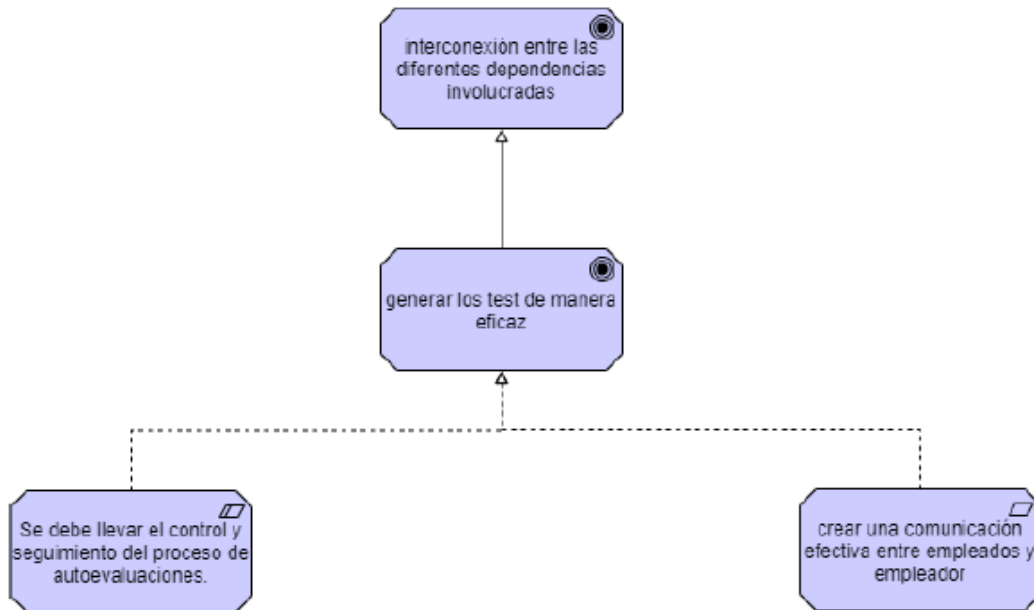 interconexión entre las
diferentes dependencias
involucradas
generar los test de manera
eficaz
Se debe llevar el control y
seguimiento del proceso de
autoevaluaciones.
crear una comunicación
efectiva entre empleados y
empleador